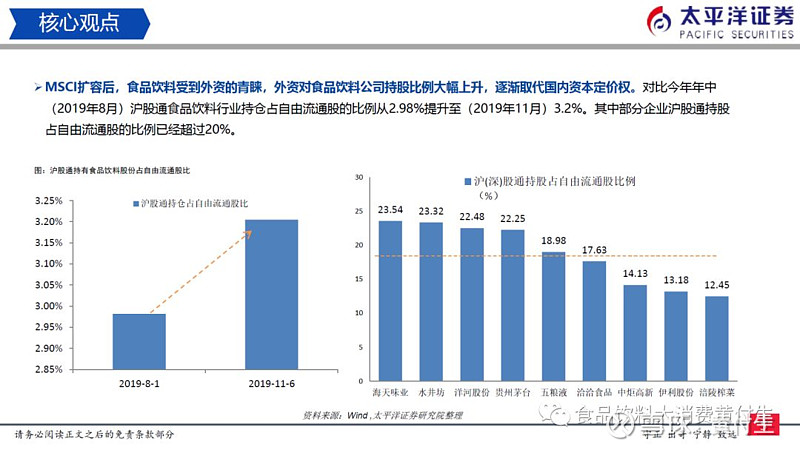 核心观点
太平洋证券
PACIFIC SECURITIES
➢MSCI扩容后，食品饮料受到外资的青睐，外资对食品饮料公司持股比例大幅上升，逐渐取代国内资本定价权。对比今年年中
（2019年8月）沪股通食品饮料行业持仓占自由流通股的比例从2.98%提升至（2019年11月）3.2%。其中部分企业沪股通持股
占自由流通股的比例已经超过20%。
图：沪股通持有食品饮料股份占自由流通股比
沪股通持仓占自由流通股比
3.25%
3.20%
3.15%
3.10%
3.05%
3.00%
2.95%
2.90%
2.85%
2019-8-1 2019-11-6
沪(深)股通持股占自由流通股比例
（%）
30
25
20
15
10
5
0
23.54 23.32 22.48 22.25 18.98 17.63 14.13 13.18 12.45
海天味业 水井坊 洋河股份 贵州茅台 五粮液 洽洽食品 中炬高新 伊利股份 涪陵榨菜
资料来源：Wind ,太平洋证券研究院整理
食品饮料大消费黄付生
请务必阅读正文之后的免责条款部分
守正 出奇 宁静 致远